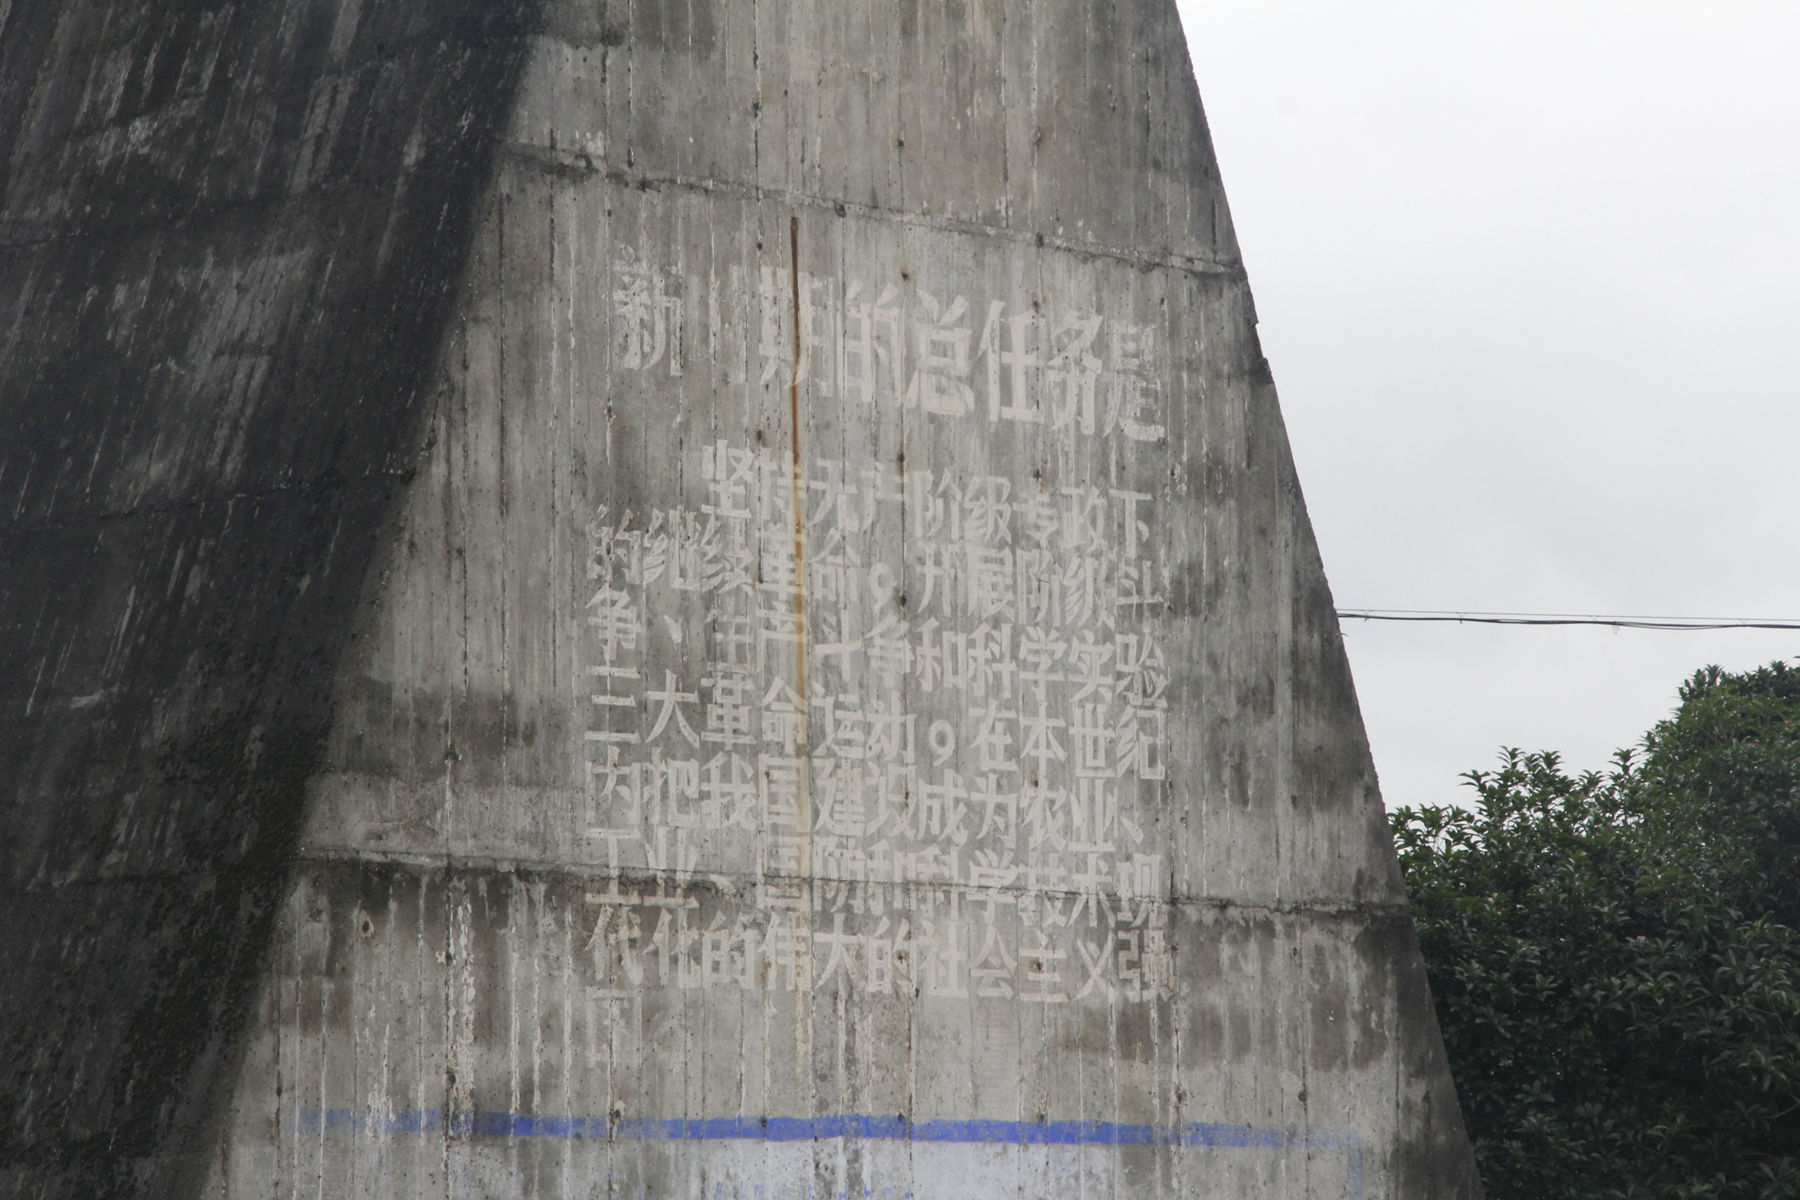 新时期的总任务是
坚持无产阶级专政下
的继续革命，开展阶级斗
争、生产斗争和科学实验
三大革命运动，在本世纪
内把我国建设成为农业、
工业、国防和科学技术现
代化的伟大的社会主义强
国